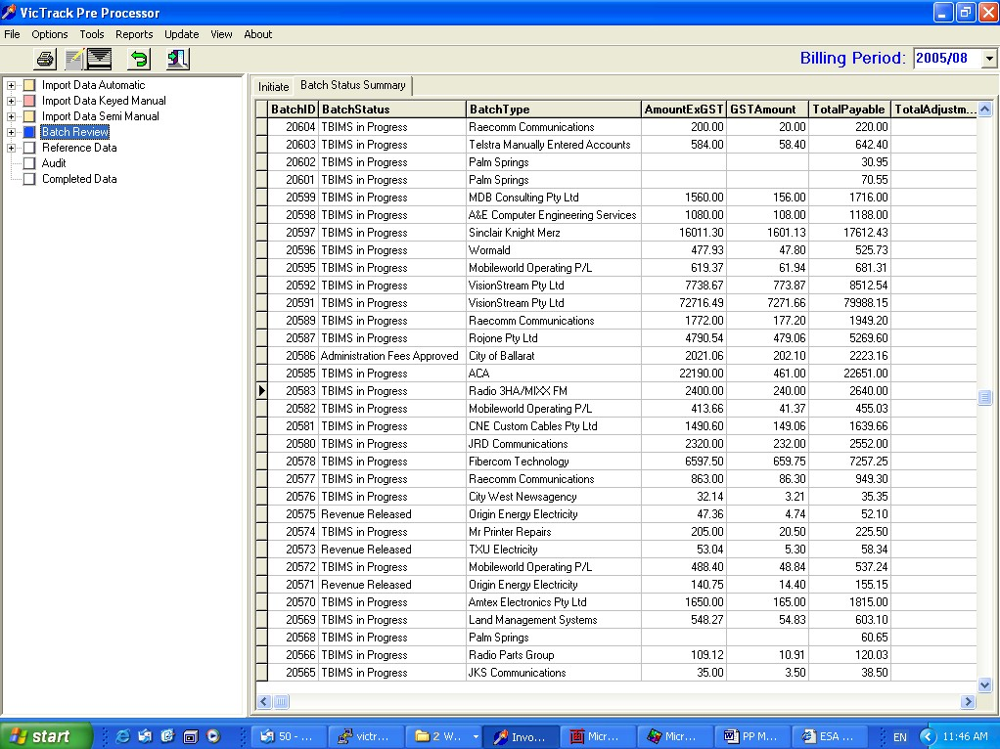 VicTrack Pre Processor
File Options Tools Reports Update View About
Billing Period: 2005/08
Import Data Automatic
Import Data Keyed Manual
Import Data Semi Manual
Batch Review
Reference Data
Audit
Completed Data
Initiate Batch Status Summary
BatchID BatchStatus BatchType AmountExGST GSTAmount TotalPayable TotalAdjustm...
20604 TBIMS in Progress Raecomm Communications 200.00 20.00 220.00
20603 TBIMS in Progress Telstra Manually Entered Accounts 584.00 58.40 642.40
20602 TBIMS in Progress Palm Springs 30.95
20601 TBIMS in Progress Palm Springs 70.55
20599 TBIMS in Progress MDB Consulting Pty Ltd 1560.00 156.00 1716.00
20598 TBIMS in Progress A&E Computer Engineering Services 1080.00 108.00 1188.00
20597 TBIMS in Progress Sinclair Knight Merz 16011.30 1601.13 17612.43
20596 TBIMS in Progress Wormald 477.93 47.80 525.73
20595 TBIMS in Progress Mobileworld Operating P/L 619.37 61.94 681.31
20592 TBIMS in Progress VisionStream Pty Ltd 7738.67 773.87 8512.54
20591 TBIMS in Progress VisionStream Pty Ltd 72716.49 7271.66 79988.15
20589 TBIMS in Progress Raecomm Communications 1772.00 177.20 1949.20
20587 TBIMS in Progress Rojone Pty Ltd 4790.54 479.06 5269.60
20586 Administration Fees Approved City of Ballarat 2021.06 202.10 2223.16
20585 TBIMS in Progress ACA 22190.00 461.00 22651.00
20583 TBIMS in Progress Radio 3HA/MIXX FM 2400.00 240.00 2640.00
20582 TBIMS in Progress Mobileworld Operating P/L 413.66 41.37 455.03
20581 TBIMS in Progress CNE Custom Cables Pty Ltd 1490.60 149.06 1639.66
20580 TBIMS in Progress JRD Communications 2320.00 232.00 2552.00
20578 TBIMS in Progress Fibercom Technology 6597.50 659.75 7257.25
20577 TBIMS in Progress Raecomm Communications 863.00 86.30 949.30
20576 TBIMS in Progress City West Newsagency 32.14 3.21 35.35
20575 Revenue Released Origin Energy Electricity 47.36 4.74 52.10
20574 TBIMS in Progress Mr Printer Repairs 205.00 20.50 225.50
20573 Revenue Released TXU Electricity 53.04 5.30 58.34
20572 TBIMS in Progress Mobileworld Operating P/L 488.40 48.84 537.24
20571 Revenue Released Origin Energy Electricity 140.75 14.40 155.15
20570 TBIMS in Progress Amtex Electronics Pty Ltd 1650.00 165.00 1815.00
20569 TBIMS in Progress Land Management Systems 548.27 54.83 603.10
20568 TBIMS in Progress Palm Springs 60.65
20566 TBIMS in Progress Radio Parts Group 109.12 10.91 120.03
20565 TBIMS in Progress JKS Communications 35.00 3.50 38.50
start 50 - ... victr... 2 W... Invo... Micr... Micr... PP M... ESA ... EN 11:46 AM